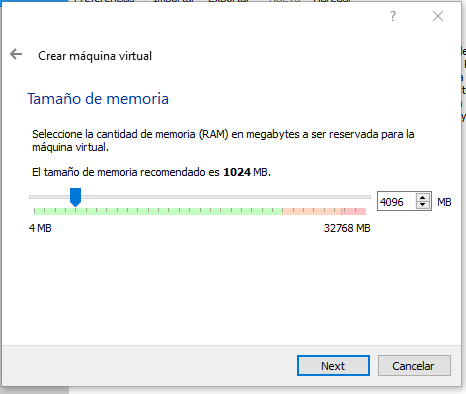 Preferencias Importar Exportar Nueva Agregar
?
Crear máquina virtual
Tamaño de memoria
Seleccione la cantidad de memoria (RAM) en megabytes a ser reservada para la
máquina virtual.
El tamaño de memoria recomendado es 1024 MB.
4096 MB
4 MB 32768 MB
Next Cancelar